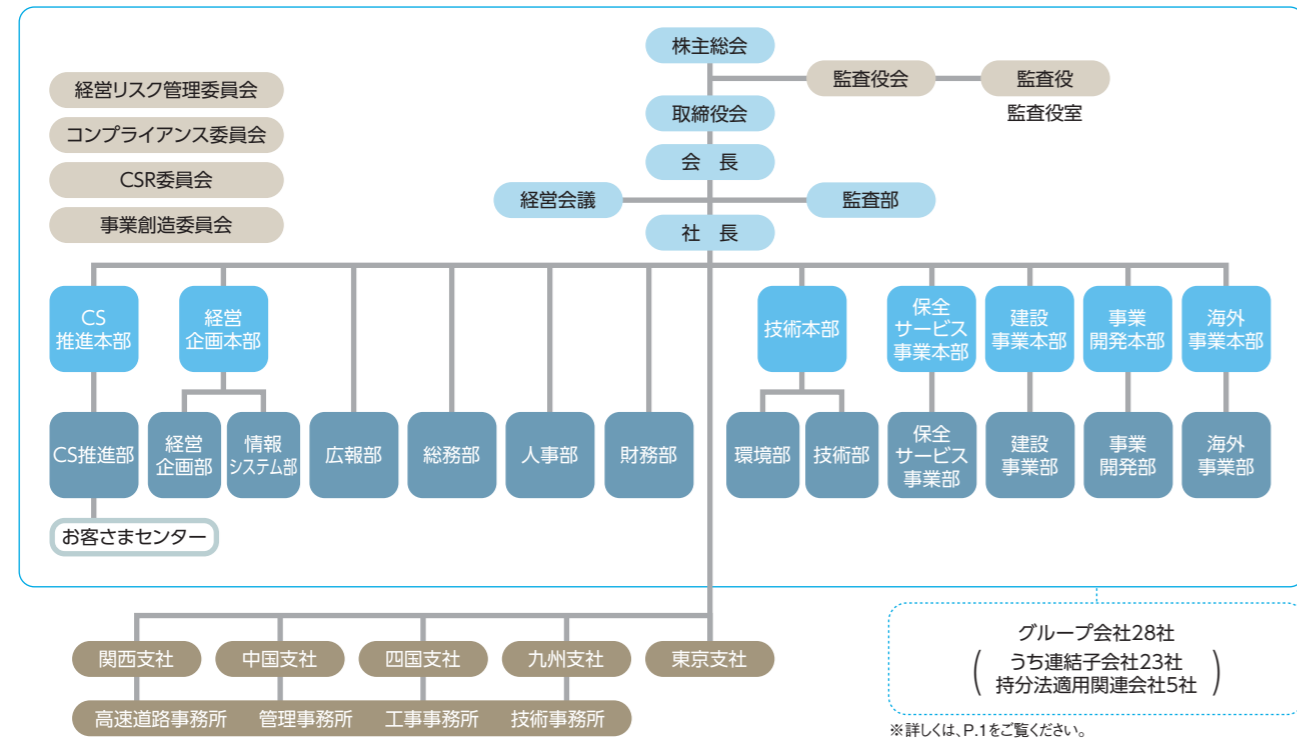 株主総会
監査役会
監査役
監査役室
経営リスク管理委員会
コンプライアンス委員会
CSR委員会
事業創造委員会
取締役会
会 長
経営会議
監査部
社 長
CS
推進本部
経営
企画本部
技術本部
保全
サービス
事業本部
建設
事業本部
事業
開発本部
海外
事業本部
CS推進部
経営
企画部
情報
システム部
広報部
総務部
人事部
財務部
環境部
技術部
保全
サービス
事業部
建設
事業部
事業
開発部
海外
事業部
お客さまセンター
関西支社
中国支社
四国支社
九州支社
東京支社
高速道路事務所 管理事務所 工事事務所 技術事務所
グループ会社28社
(うち連結子会社23社
持分法適用関連会社5社)
※詳しくは、P.1をご覧ください。